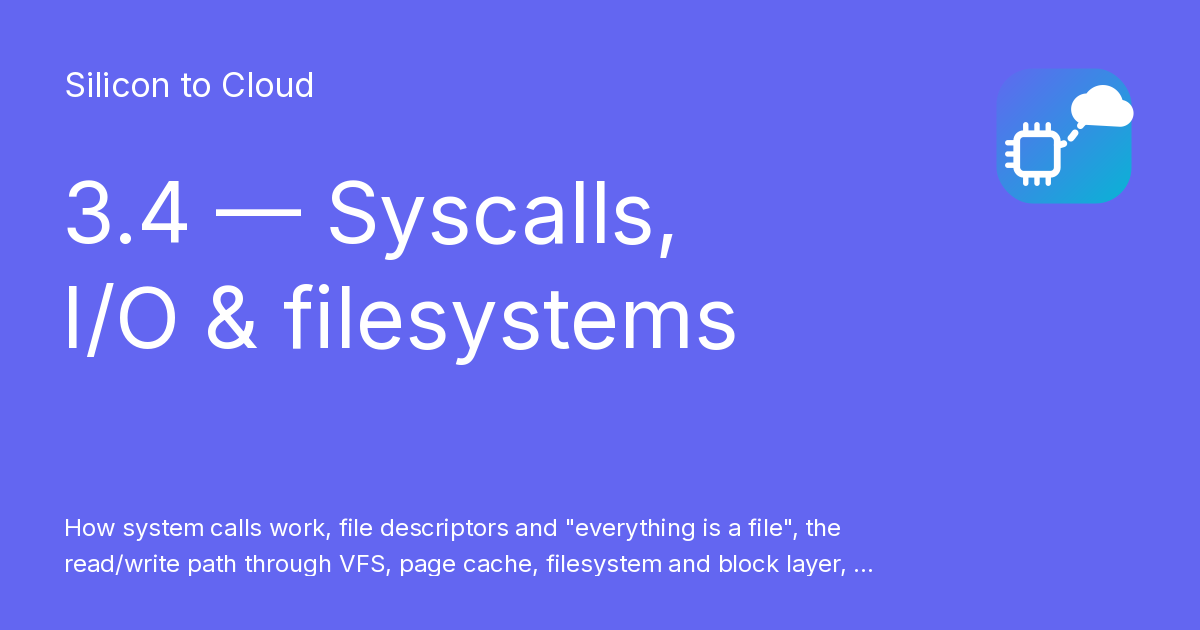 Silicon to Cloud
3.4 — Syscalls,
I/O & filesystems
How system calls work, file descriptors and "everything is a file", the
read/write path through VFS, page cache, filesystem and block layer, ...